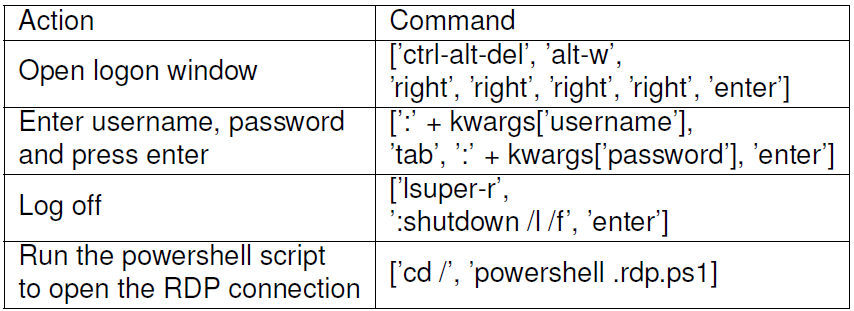 Action Command
Open logon window ['ctrl-alt-del', 'alt-w',
'right', 'right', 'right', 'right', 'enter']
Enter username, password
and press enter
[':' + kwargs['username'],
'tab', ':' + kwargs['password'], 'enter']
Log off
['lsuper-r',
':shutdown /l /f', 'enter']
Run the powershell script
to open the RDP connection
['cd /', 'powershell .rdp.ps1]